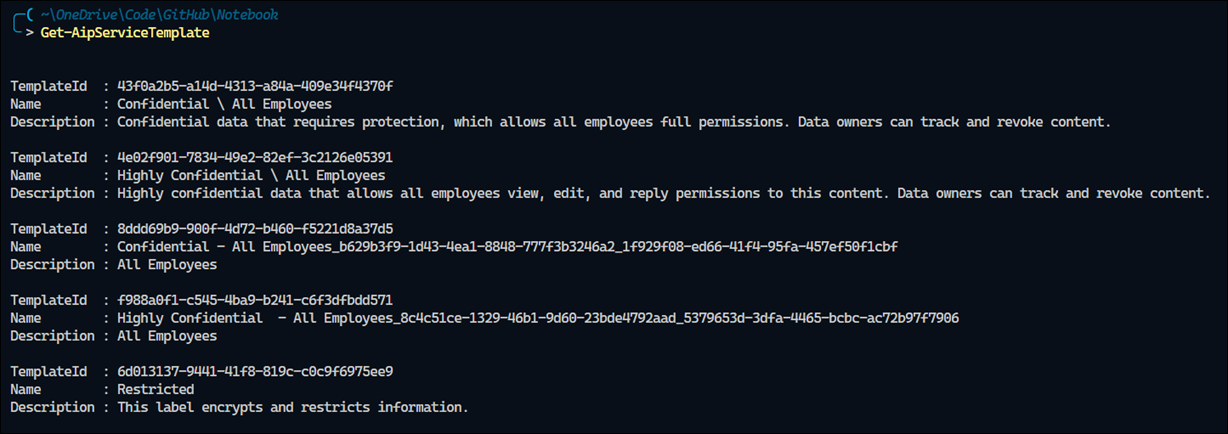 ~\OneDrive\Code\GitHub\Notebook
> Get-AipServiceTemplate
TemplateId : 43f0a2b5-a14d-4313-a84a-409e34f4370f
Name : Confidential \ All Employees
Description : Confidential data that requires protection, which allows all employees full permissions. Data owners can track and revoke content.
TemplateId : 4e02f901-7834-49e2-82ef-3c2126e05391
Name : Highly Confidential \ All Employees
Description : Highly confidential data that allows all employees view, edit, and reply permissions to this content. Data owners can track and revoke content.
TemplateId : 8ddd69b9-900f-4d72-b460-f5221d8a37d5
Name : Confidential - All Employees_b629b3f9-1d43-4ea1-8848-777f3b3246a2_1f929f08-ed66-41f4-95fa-457ef50f1cbf
Description : All Employees
TemplateId : f988a0f1-c545-4ba9-b241-c6f3dfbdd571
Name : Highly Confidential  - All Employees_8c4c51ce-1329-46b1-9d60-23bde4792aad_5379653d-3dfa-4465-bcbc-ac72b97f7906
Description : All Employees
TemplateId : 6d013137-9441-41f8-819c-c0c9f6975ee9
Name : Restricted
Description : This label encrypts and restricts information.